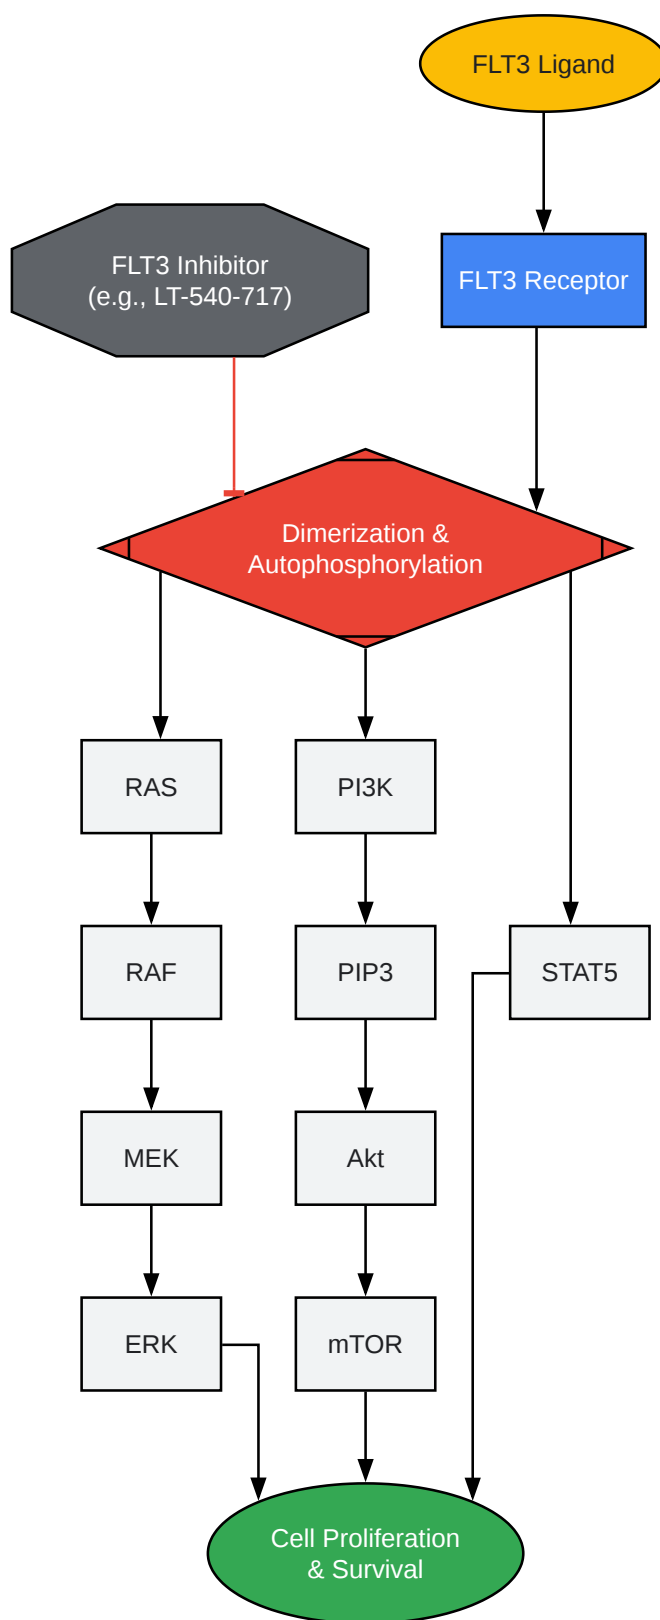 FLT3 Ligand
FLT3 Inhibitor
(e.g., LT-540-717)
FLT3 Receptor
Dimerization &
Autophosphorylation
RAS
PI3K
RAF
PIP3
STAT5
MEK
Akt
ERK
mTOR
Cell Proliferation
& Survival